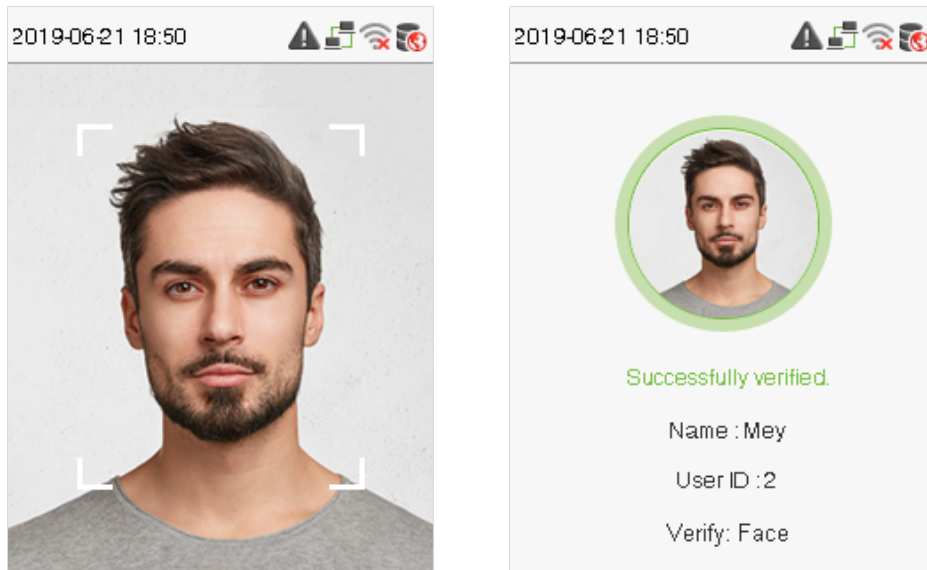 2019-06-21 18:50
2019-06-21 18:50
Successfully verified.
Name : Mey
User ID : 2
Verify: Face